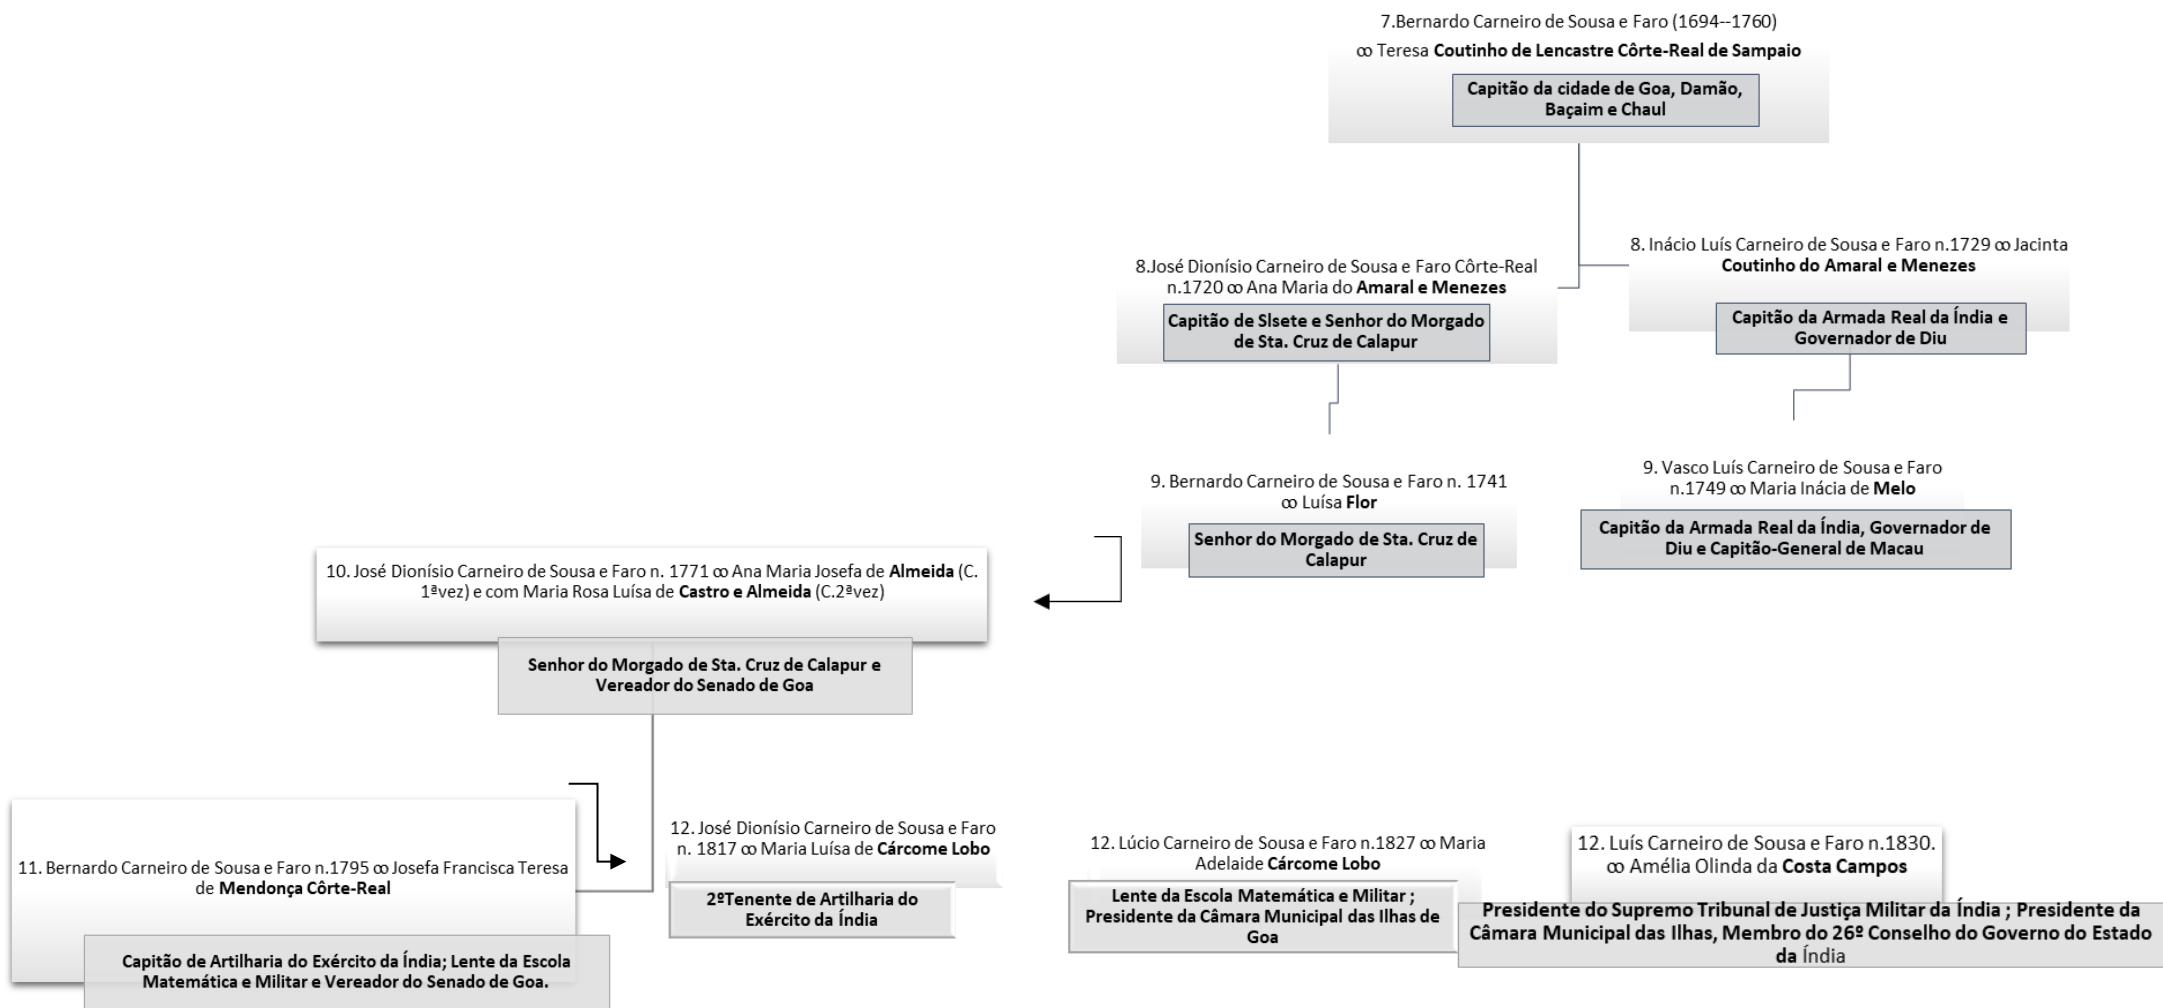 7.Bernardo Carneiro de Sousa e Faro (1694--1760)
ꝏ Teresa Coutinho de Lencastre Côrte-Real de Sampaio
Capitão da cidade de Goa, Damão,
Baçaim e Chaul
8.José Dionísio Carneiro de Sousa e Faro Côrte-Real
n.1720 ꝏ Ana Maria do Amaral e Menezes
Capitão de Slsete e Senhor do Morgado
de Sta. Cruz de Calapur
8. Inácio Luís Carneiro de Sousa e Faro n.1729 ꝏ Jacinta
Coutinho do Amaral e Menezes
Capitão da Armada Real da Índia e
Governador de Diu
9. Bernardo Carneiro de Sousa e Faro n. 1741
ꝏ Luísa Flor
Senhor do Morgado de Sta. Cruz de
Calapur
9. Vasco Luís Carneiro de Sousa e Faro
n.1749 ꝏ Maria Inácia de Melo
Capitão da Armada Real da Índia, Governador de
Diu e Capitão-General de Macau
10. José Dionísio Carneiro de Sousa e Faro n. 1771 ꝏ Ana Maria Josefa de Almeida (C.
1ªvez) e com Maria Rosa Luísa de Castro e Almeida (C.2ªvez)
Senhor do Morgado de Sta. Cruz de Calapur e
Vereador do Senado de Goa
11. Bernardo Carneiro de Sousa e Faro n.1795 ꝏ Josefa Francisca Teresa
de Mendonça Côrte-Real
Capitão de Artilharia do Exército da Índia; Lente da Escola
Matemática e Militar e Vereador do Senado de Goa.
12. José Dionísio Carneiro de Sousa e Faro
n. 1817 ꝏ Maria Luísa de Cárcome Lobo
2ºTenente de Artilharia do
Exército da Índia
12. Lúcio Carneiro de Sousa e Faro n.1827 ꝏ Maria
Adelaide Cárcome Lobo
Lente da Escola Matemática e Militar ;
Presidente da Câmara Municipal das Ilhas de
Goa
12. Luís Carneiro de Sousa e Faro n.1830.
ꝏ Amélia Olinda da Costa Campos
Presidente do Supremo Tribunal de Justiça Militar da Índia ; Presidente da
Câmara Municipal das Ilhas, Membro do 26º Conselho do Governo do Estado
da Índia